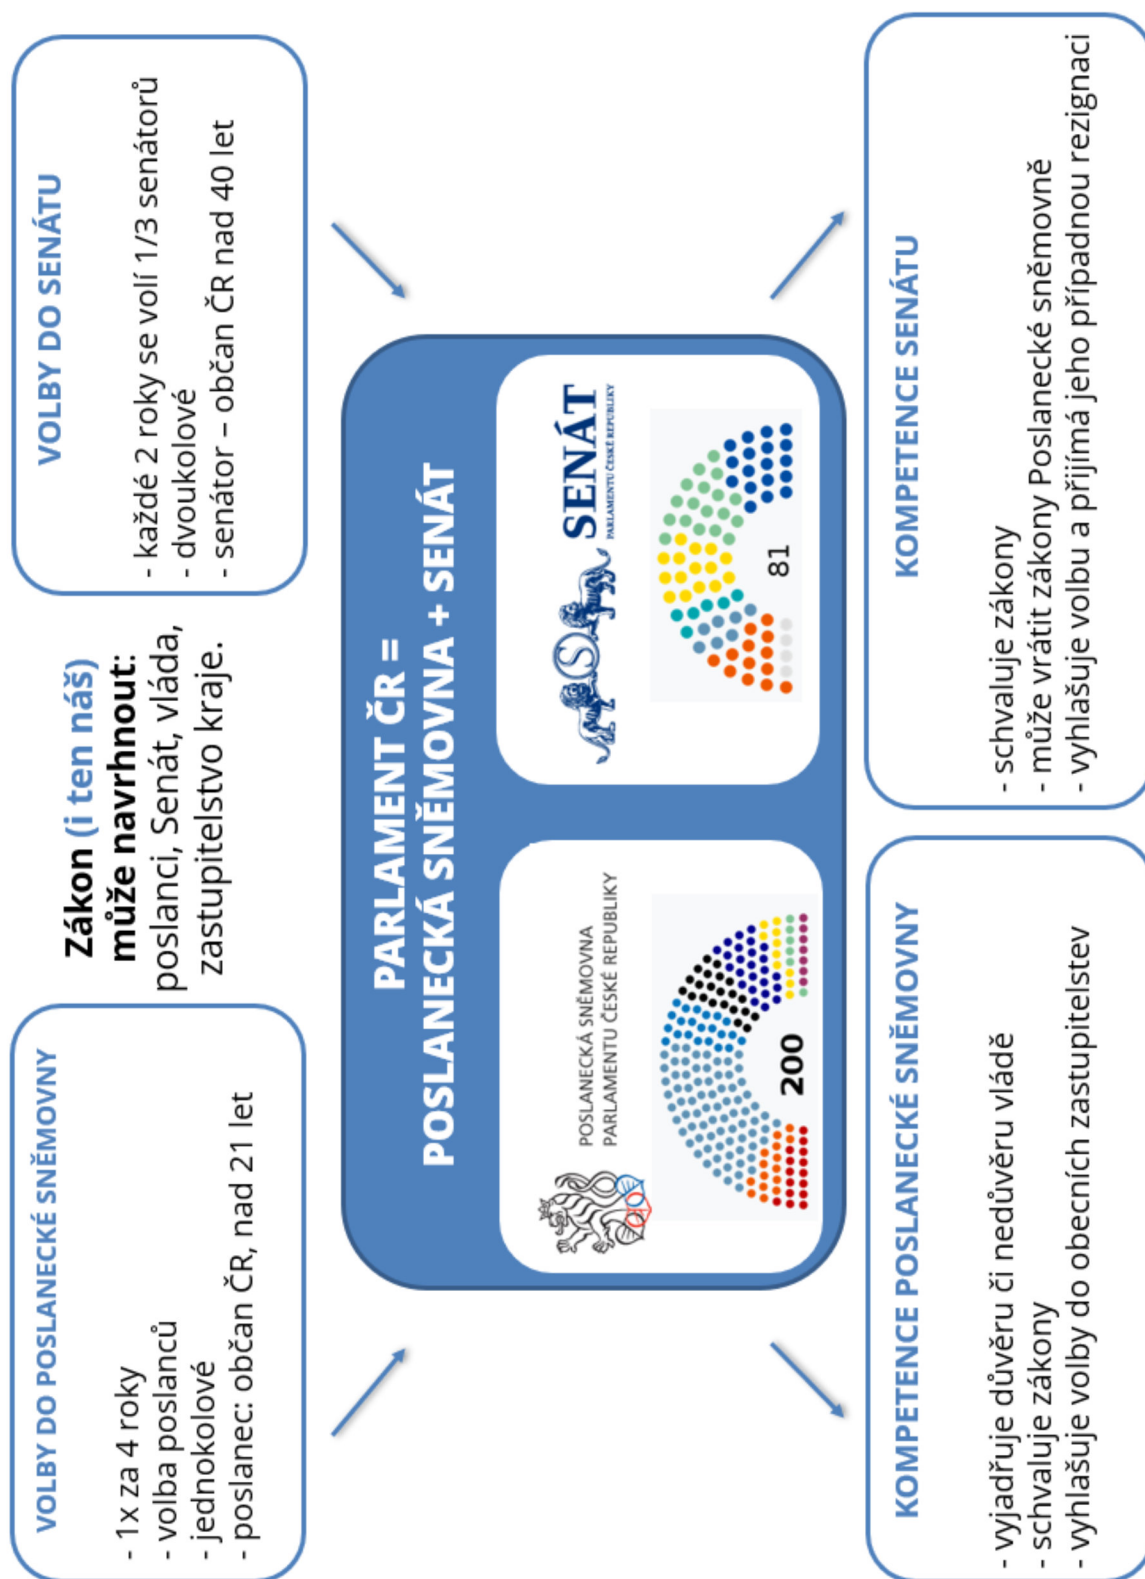 VOLBY DO POSLANECKÉ SNĚMOVNY
- 1x za 4 roky
- volba poslanců
- jednokolové
- poslanec: občan ČR, nad 21 let
Zákon (i ten náš)
může navrhnout:
poslanci, Senát, vláda,
zastupitelstvo kraje.
VOLBY DO SENÁTU
- každé 2 roky se volí 1/3 senátorů
- dvoukolové
- senátor – občan ČR nad 40 let
PARLAMENT ČR =
POSLANECKÁ SNĚMOVNA + SENÁT
POSLANECKÁ SNĚMOVNA
PARLAMENTU ČESKÉ REPUBLIKY
200
S
SENÁT
PARLAMENTU ČESKÉ REPUBLIKY
81
KOMPETENCE POSLANECKÉ SNĚMOVNY
- vyjadřuje důvěru či nedůvěru vládě
- schvaluje zákony
- vyhlašuje volby do obecních zastupitelstev
KOMPETENCE SENÁTU
- schvaluje zákony
- může vrátit zákony Poslanecké sněmovně
- vyhlašuje volbu a přijímá jeho případnou rezignaci